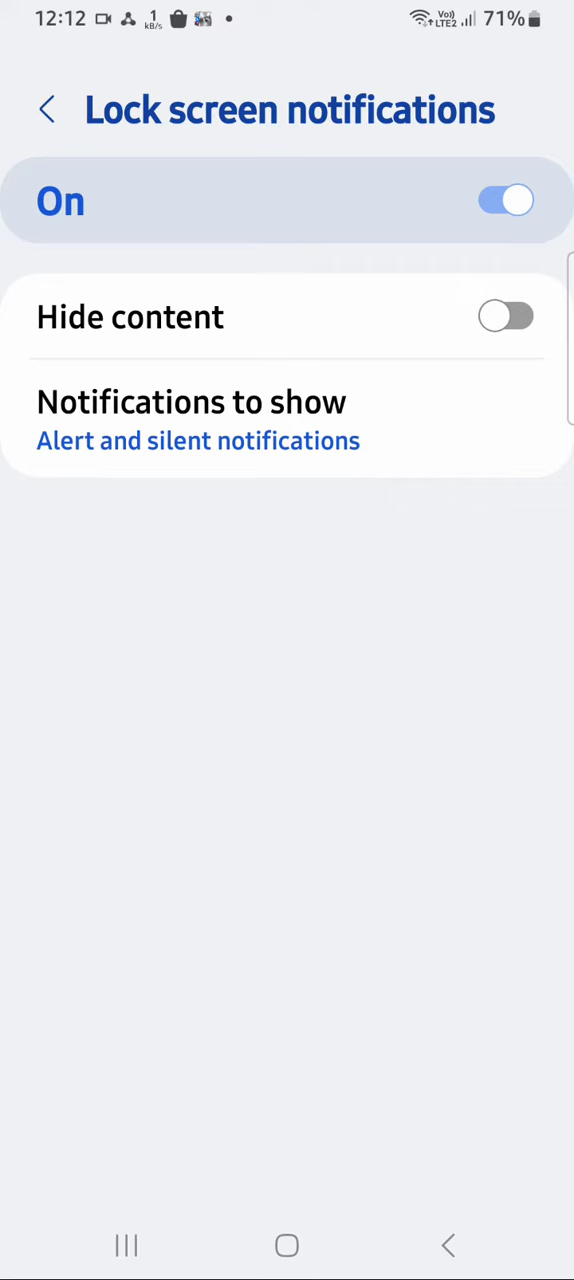 12:12 1 kB/s Vo)) LTE2 71%
Lock screen notifications
On
Hide content
Notifications to show
Alert and silent notifications